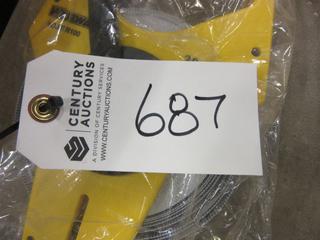 687
CENTURY
AUCTIONS
A DIVISION OF CENTURY SERVICES
WWW.CENTURYAUCTIONS.COM